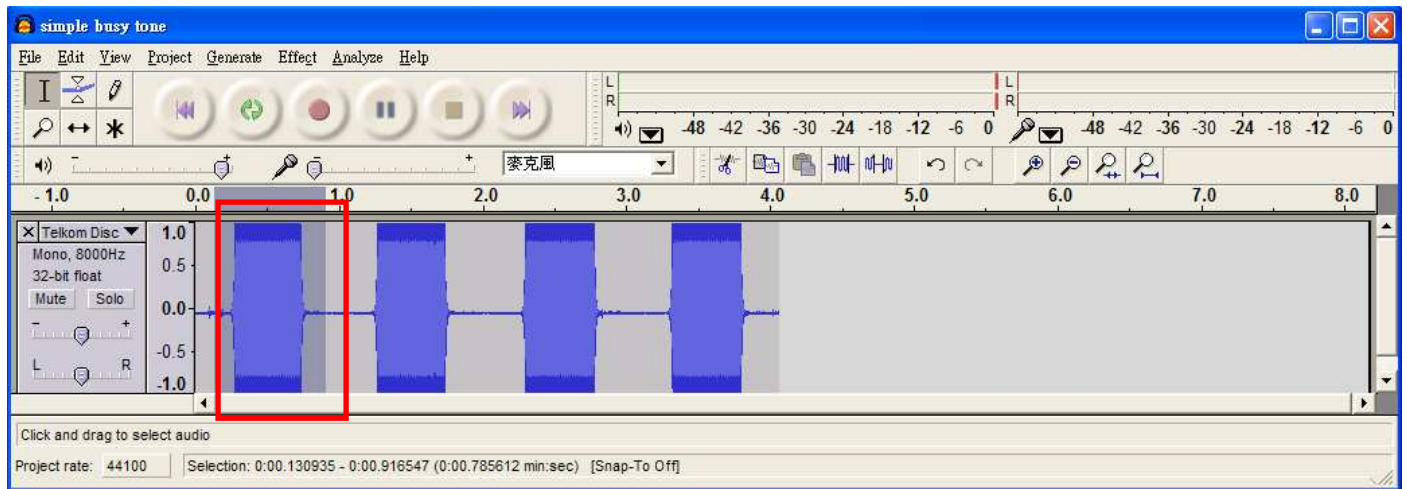 simple busy tone
File Edit View Project Generate Effect Analyze Help
L
R
-48 -42 -36 -30 -24 -18 -12 -6 0
L
R
-48 -42 -36 -30 -24 -18 -12 -6 0
- + - + 麥克風
- 1.0 0.0 1.0 2.0 3.0 4.0 5.0 6.0 7.0 8.0
X Telkom Disc
Mono, 8000Hz
32-bit float
Mute Solo
- +
L R
1.0
0.5
0.0
-0.5
-1.0
Click and drag to select audio
Project rate: 44100 Selection: 0:00.130935 - 0:00.916547 (0:00.785612 min:sec) [Snap-To Off]